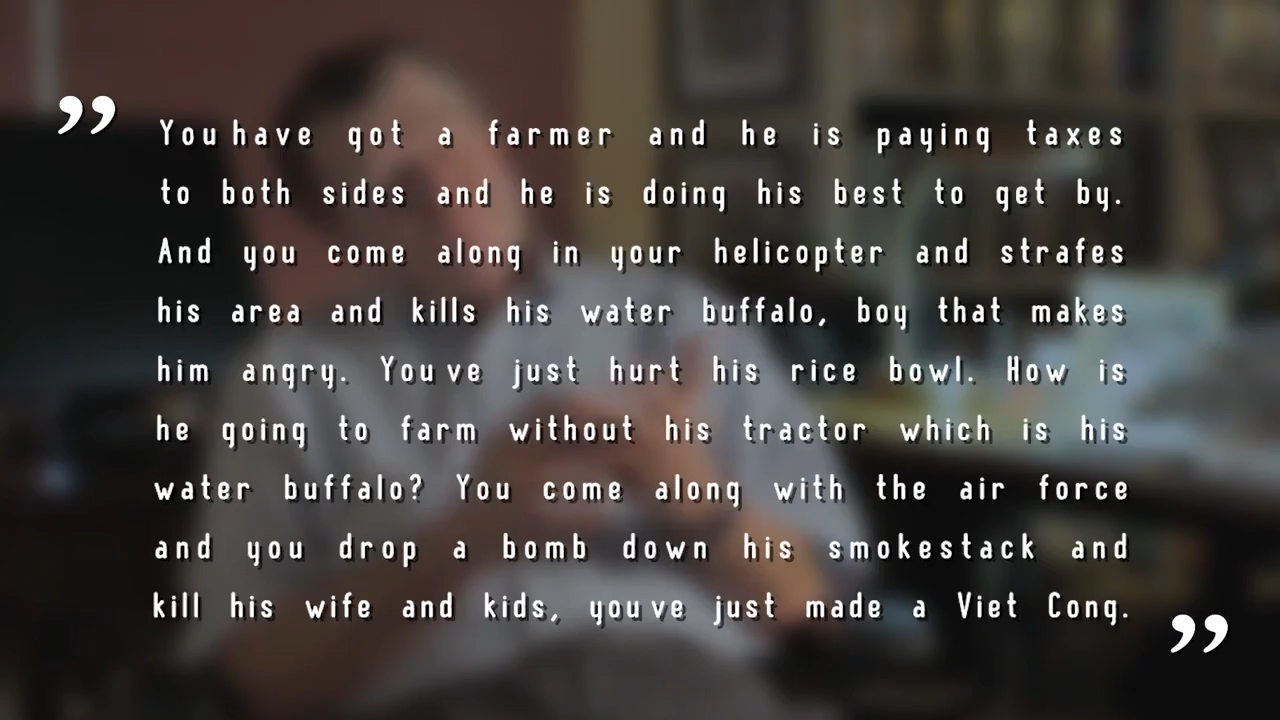 ” You have got a farmer and he is paying taxes
to both sides and he is doing his best to get by.
And you come along in your helicopter and strafes
his area and kills his water buffalo, boy that makes
him angry. You ve just hurt his rice bowl. How is
he going to farm without his tractor which is his
water buffalo? You come along with the air force
and you drop a bomb down his smokestack and
kill his wife and kids, you ve just made a Viet Cong. ”